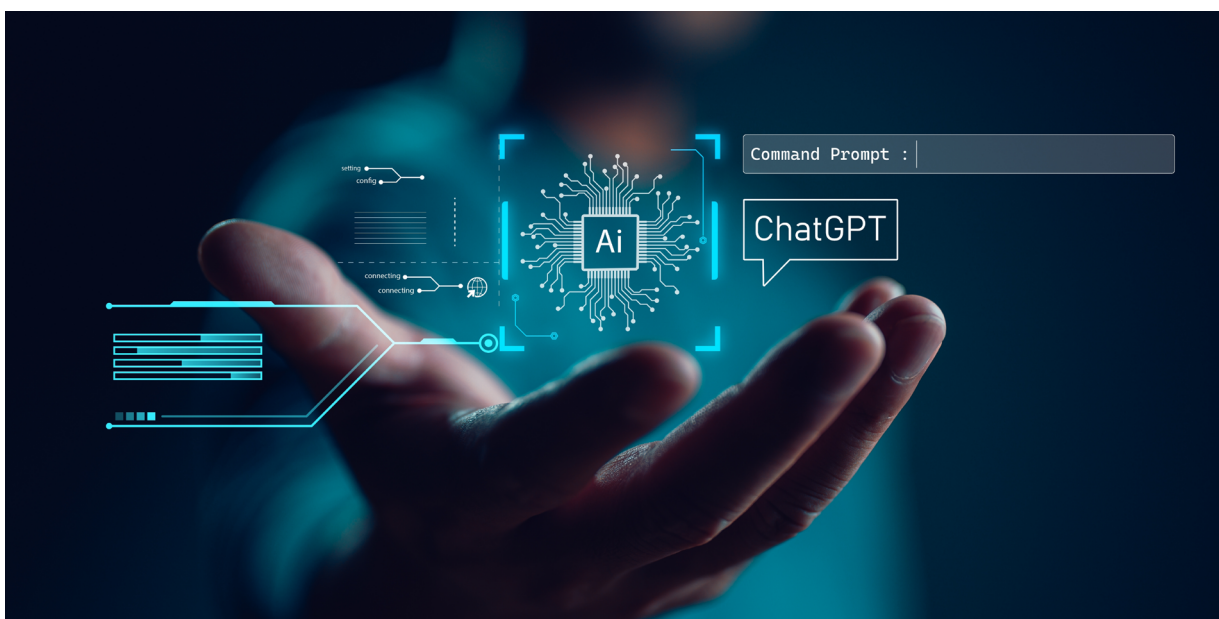 setting
config
connecting
connecting
Ai
Command Prompt :
ChatGPT